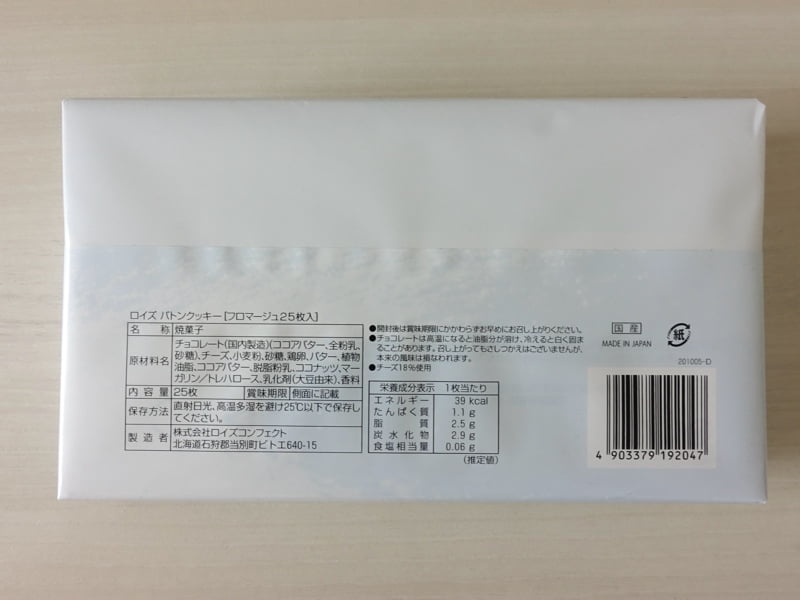 ロイズ バトンクッキー[フロマージュ25枚入]
名 称 焼菓子
原材料名 チョコレート(国内製造)(ココアバター、全粉乳、
砂糖)、チーズ、小麦粉、砂糖、鶏卵、バター、植物
油脂、ココアバター、脱脂粉乳、ココナッツ、マー
ガリン/トレハロース、乳化剤(大豆由来)、香料
内 容 量 25枚 賞味期限 側面に記載
保存方法 直射日光、高温多湿を避け25℃以下で保存し
てください。
製 造 者 株式会社ロイズコンフェクト
北海道石狩郡当別町ビトエ640-15
●開封後は賞味期限にかかわらずお早めにお召し上がりください。
●チョコレートは高温になると油脂分が溶け、冷えると白く固ま
ることがあります。召し上がってもさしつかえはございませんが、
本来の風味は損なわれます。
●チーズ18%使用
栄養成分表示 1枚当たり
エネルギー 39 kcal
たんぱく質 1.1 g
脂 質 2.5 g
炭水化物 2.9 g
食塩相当量 0.06 g
(推定値)
国産
MADE IN JAPAN
紙
201005-D
4 903379 192047